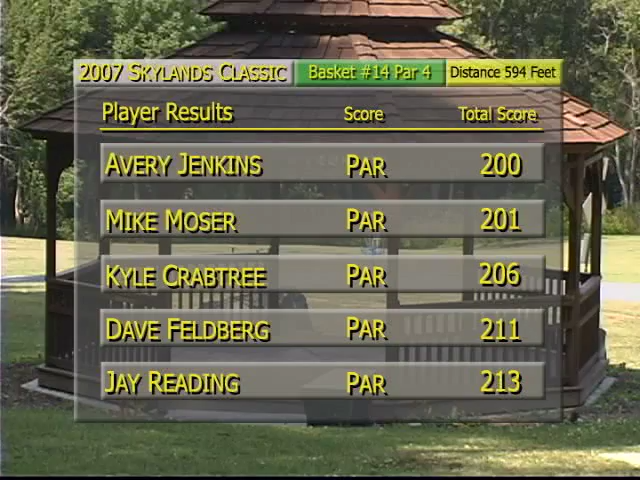 2007 Skylands Classic Basket #14 Par 4 Distance 594 Feet
Player Results Score Total Score
Avery Jenkins Par 200
Mike Moser Par 201
Kyle Crabtree Par 206
Dave Feldberg Par 211
Jay Reading Par 213